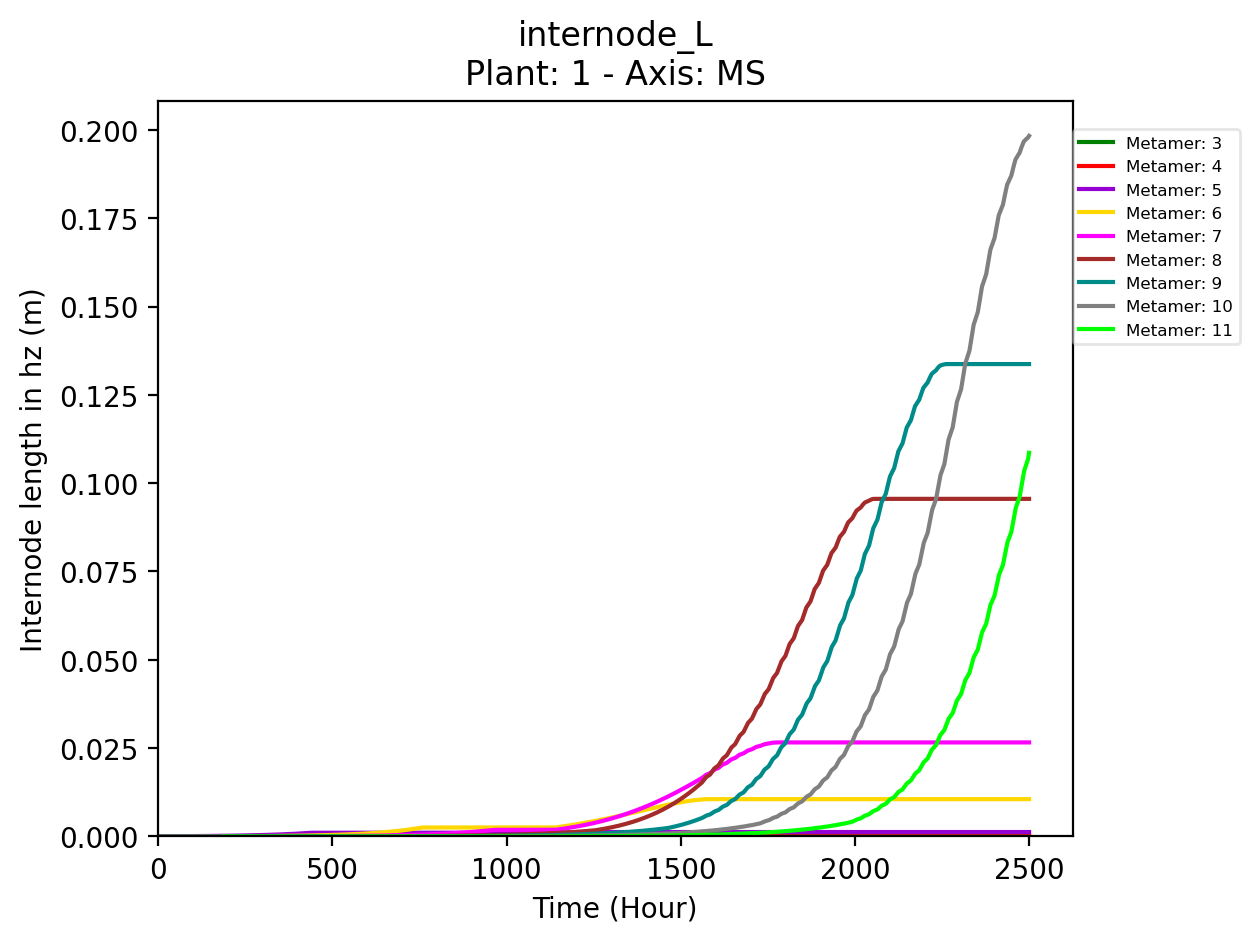 internode_L
Plant: 1 - Axis: MS
0.200
0.175
0.150
0.125
0.100
0.075
0.050
0.025
0.000
Internode length in hz (m)
0
500
1000
1500
2000
2500
Time (Hour)
Metamer: 3
Metamer: 4
Metamer: 5
Metamer: 6
Metamer: 7
Metamer: 8
Metamer: 9
Metamer: 10
Metamer: 11